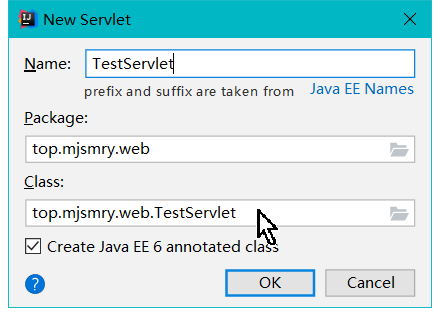 New Servlet
Name: TestServlet
prefix and suffix are taken from Java EE Names
Package:
top.mjsmry.web
Class:
top.mjsmry.web.TestServlet
Create Java EE 6 annotated class
? OK Cancel